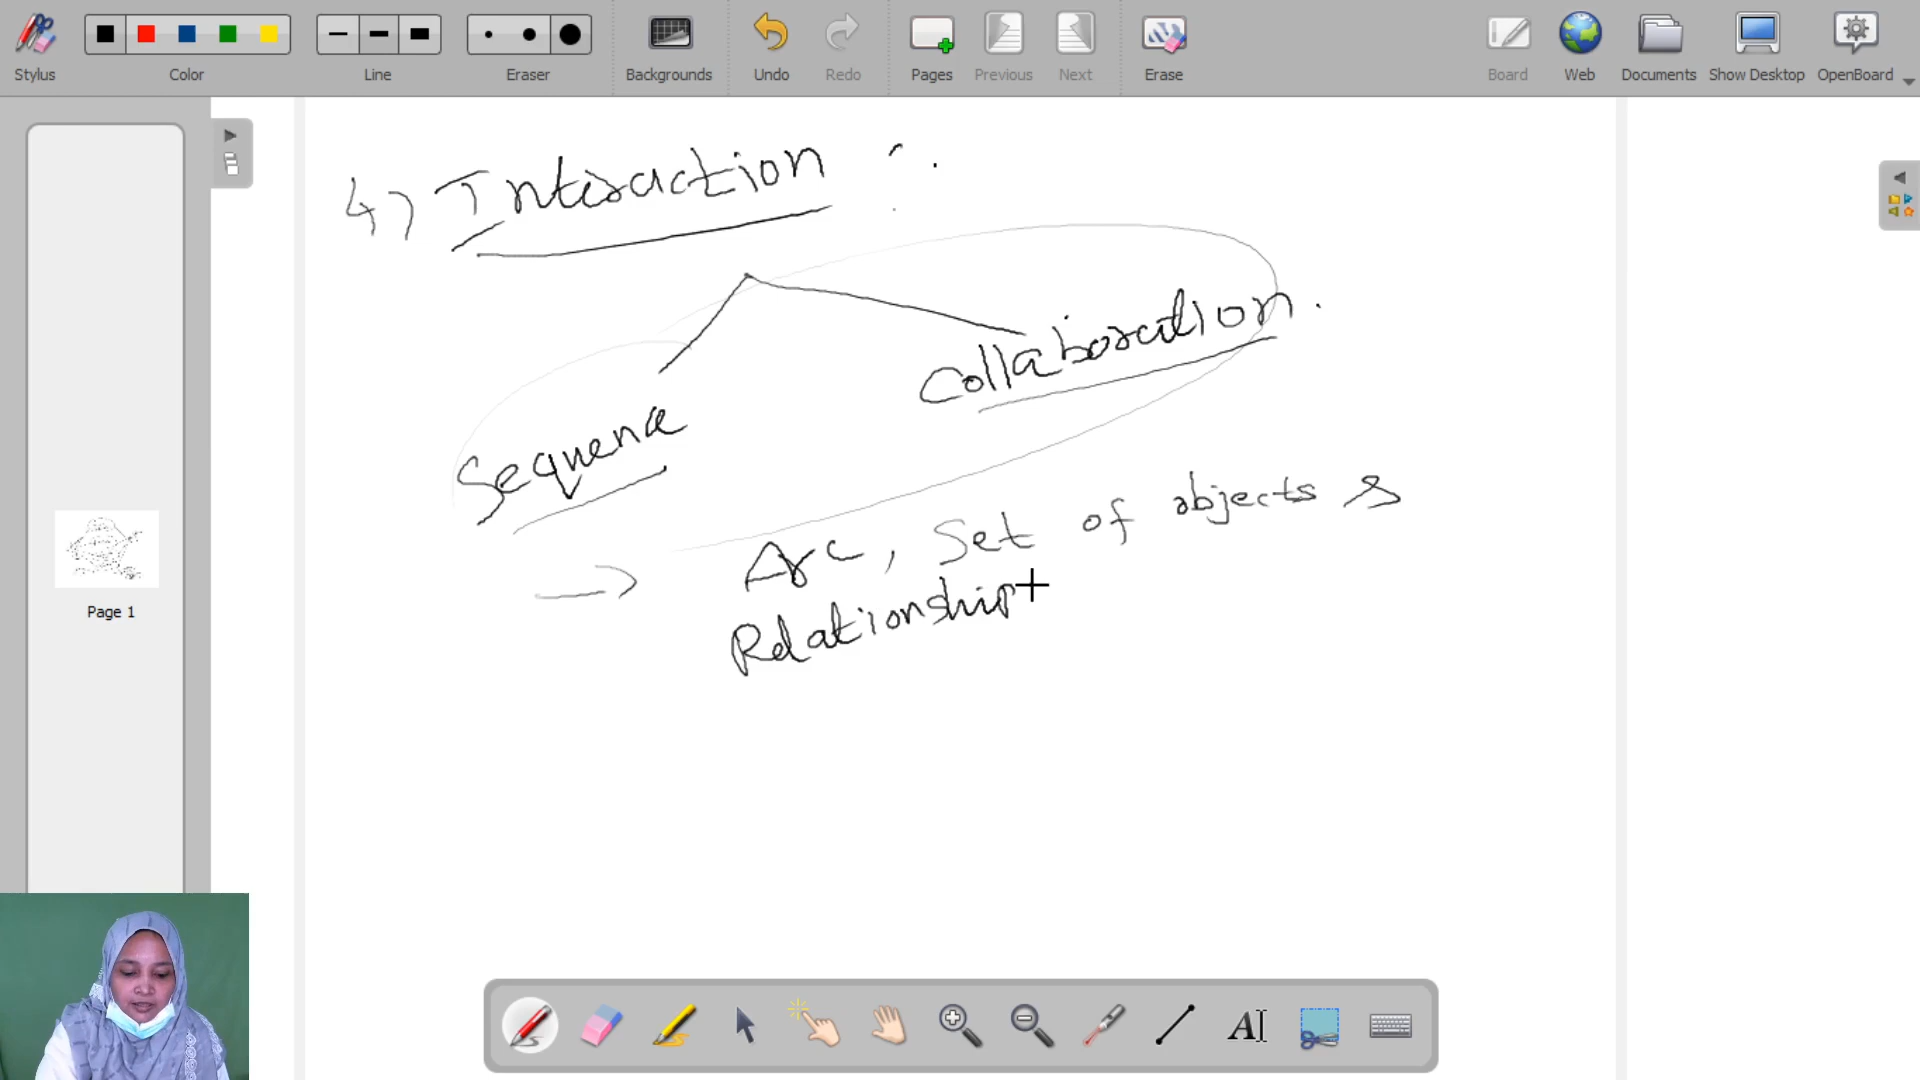 Stylus Color Line Eraser Backgrounds Undo Redo Pages Previous Next Erase Board Web Documents Show Desktop OpenBoard
4) Interaction :.
Collaboration.
Sequence
→ Arc, Set of objects &
Relationship
Page 1
AI